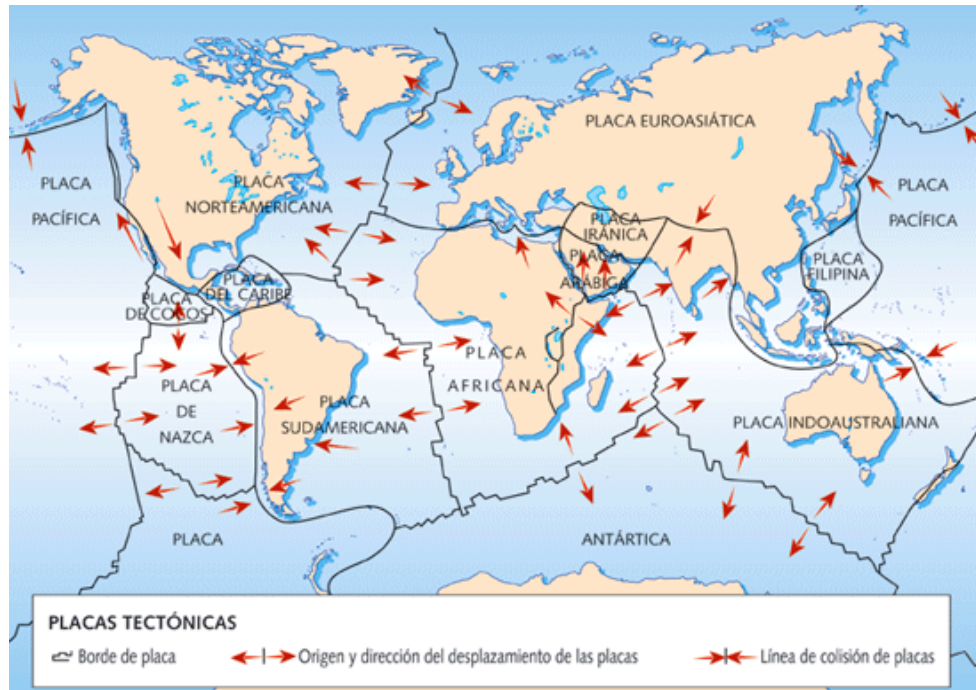 PLACA EUROASIÁTICA
PLACA
PACÍFICA
PLACA
NORTEAMERICANA
PLACA
PACÍFICA
PLACA
IRÁNICA
PLACA
ARÁBIGA
PLACA
FILIPINA
PLACA
DEL CARIBE
PLACA
DE COCOS
PLACA
AFRICANA
PLACA
DE
NAZCA
PLACA
SUDAMERICANA
PLACA INDOAUSTRALIANA
PLACA
ANTÁRTICA
PLACAS TECTÓNICAS
Borde de placa
Origen y dirección del desplazamiento de las placas
Línea de colisión de placas